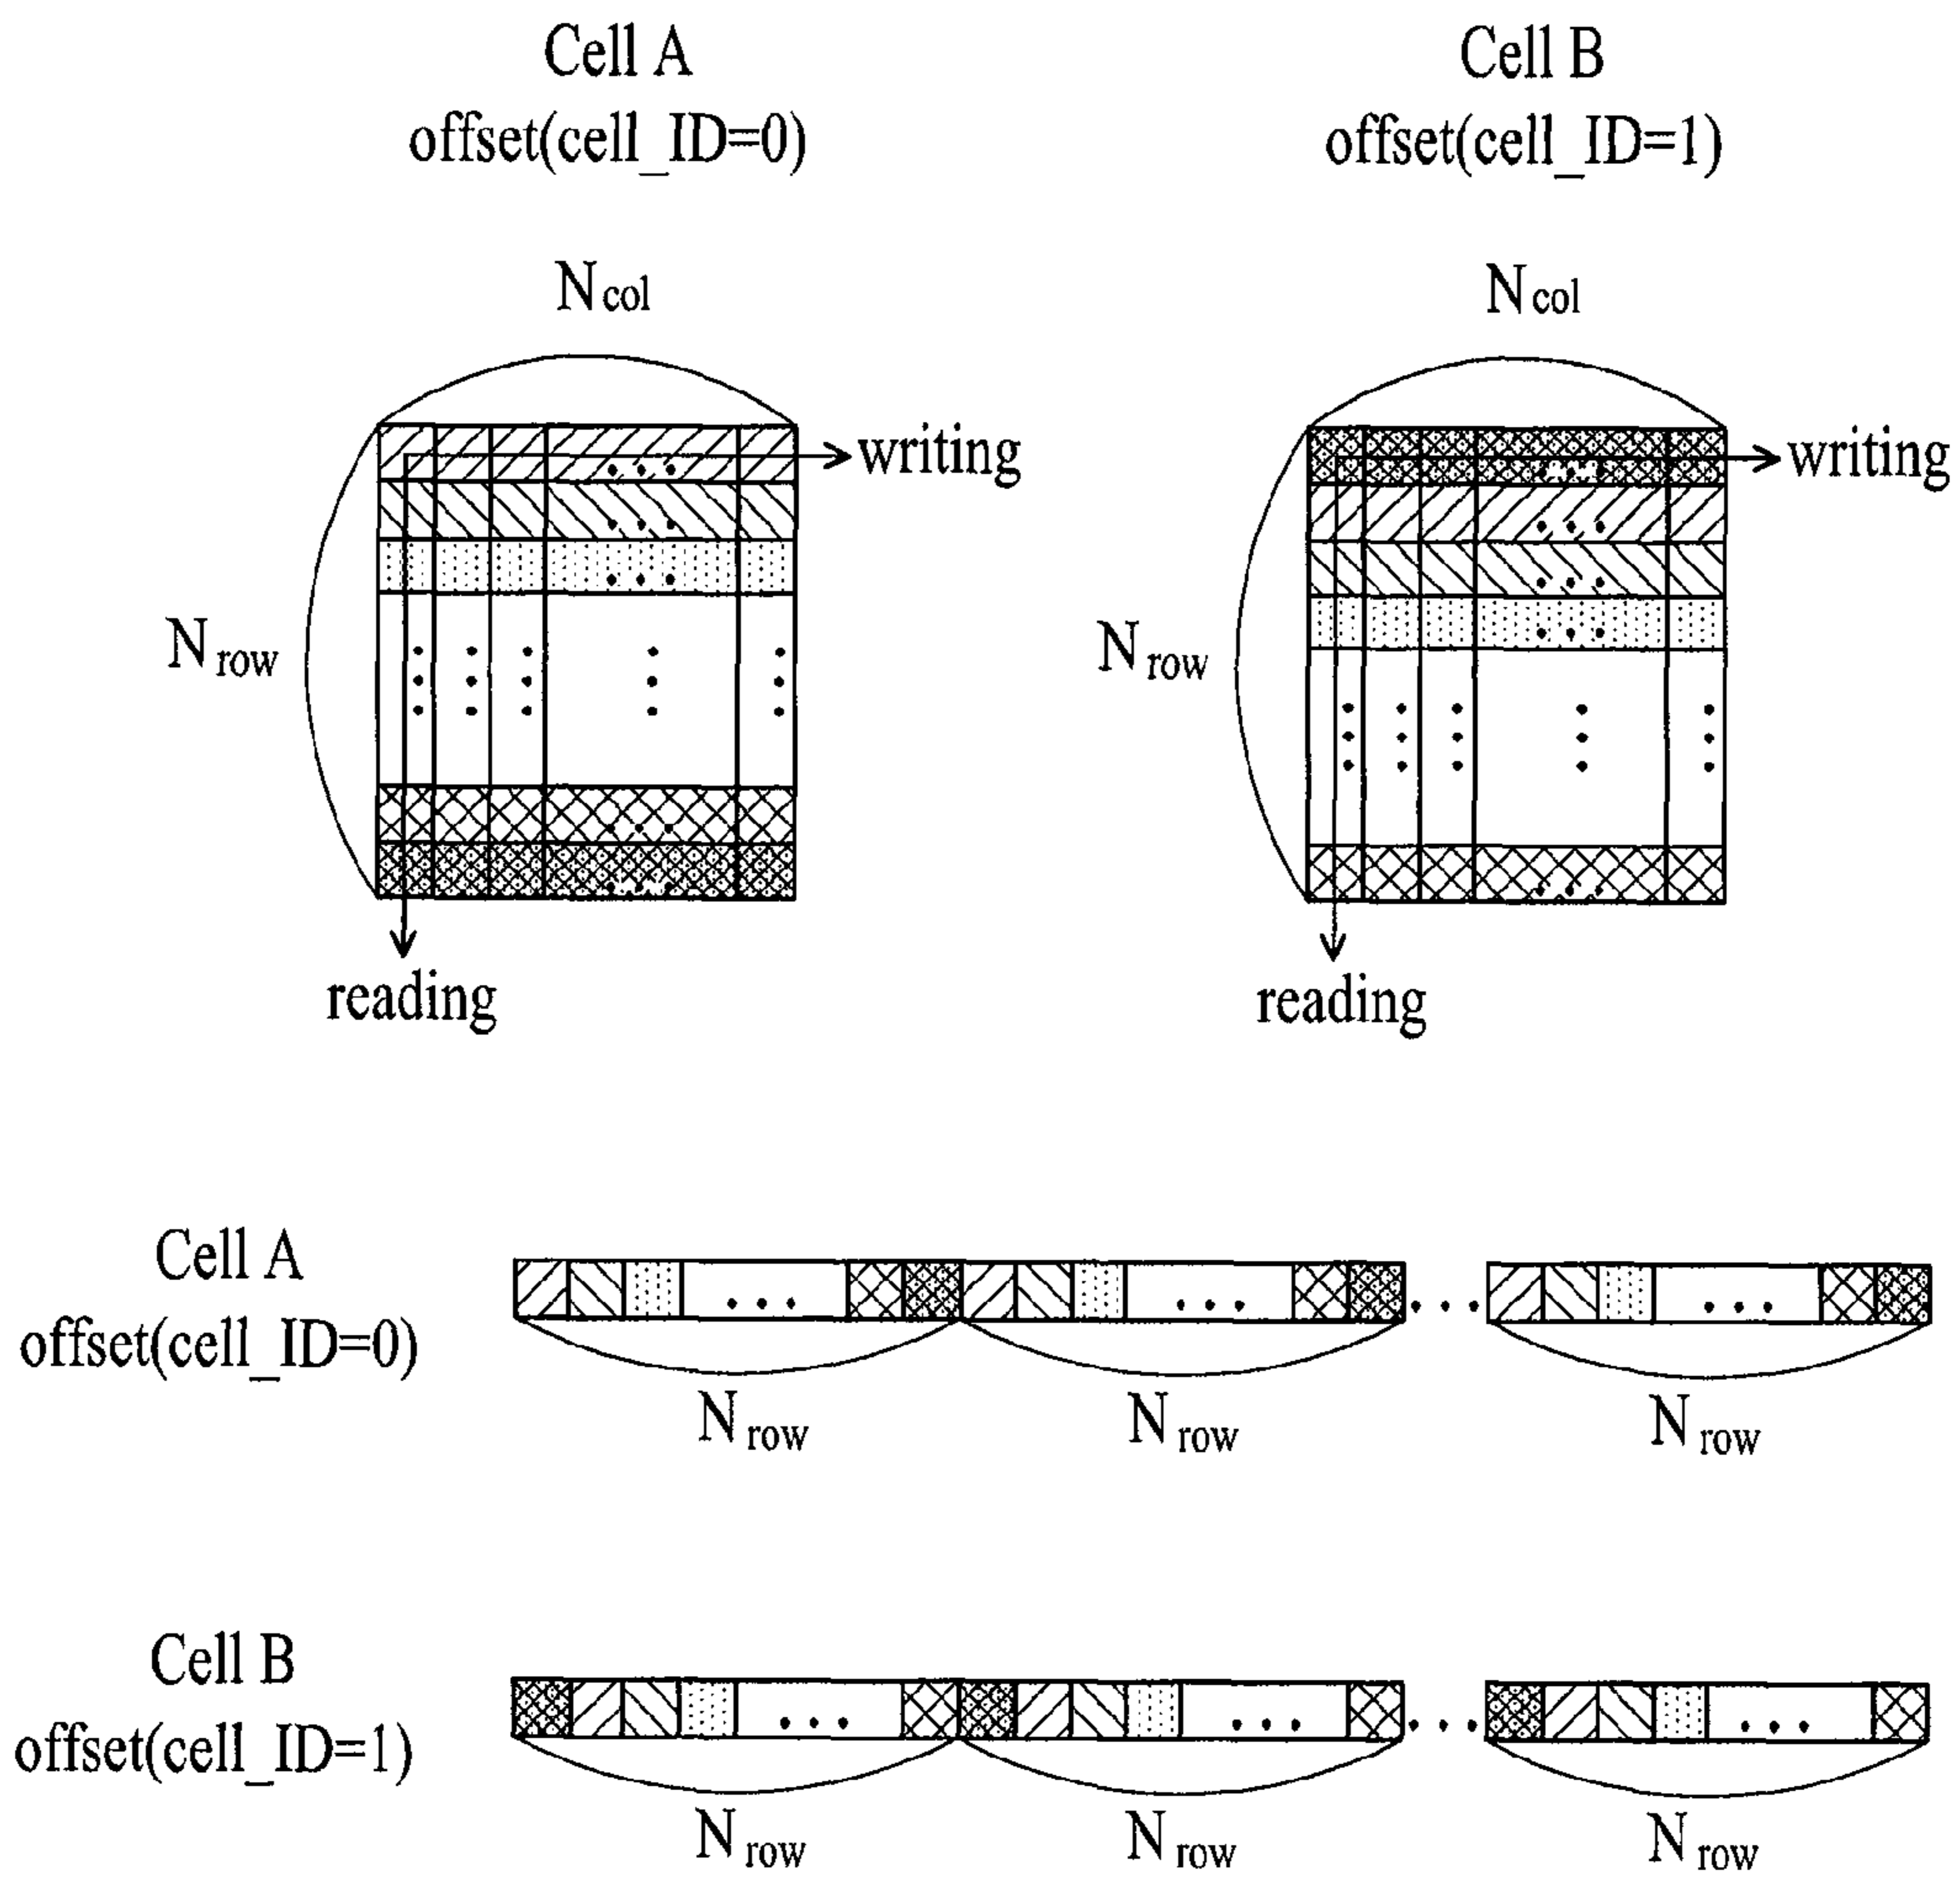 Cell A
offset(cell_ID=0)
Cell B
offset(cell_ID=1)
Ncol
Ncol
writing
writing
Nrow
Nrow
reading
reading
Cell A
offset(cell_ID=0)
Nrow
Nrow
Nrow
Cell B
offset(cell_ID=1)
Nrow
Nrow
Nrow